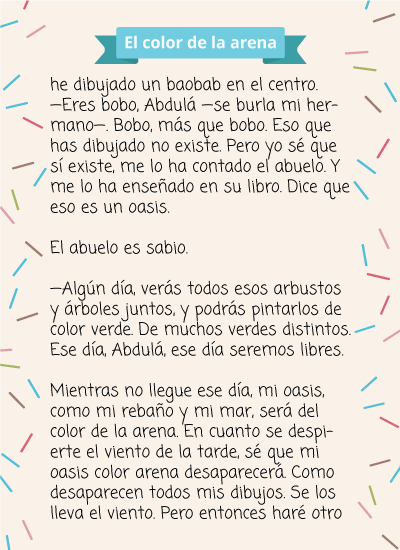 El color de la arena
he dibujado un baobab en el centro.
—Eres bobo, Abdulá —se burla mi her-
mano—. Bobo, más que bobo. Eso que
has dibujado no existe. Pero yo sé que
sí existe, me lo ha contado el abuelo. Y
me lo ha enseñado en su libro. Dice que
eso es un oasis.
El abuelo es sabio.
—Algún día, verás todos esos arbustos
y árboles juntos, y podrás pintarlos de
color verde. De muchos verdes distintos.
Ese día, Abdulá, ese día seremos libres.
Mientras no llegue ese día, mi oasis,
como mi rebaño y mi mar, será del
color de la arena. En cuanto se despi-
erte el viento de la tarde, sé que mi
oasis color arena desaparecerá. Como
desaparecen todos mis dibujos. Se los
lleva el viento. Pero entonces haré otro